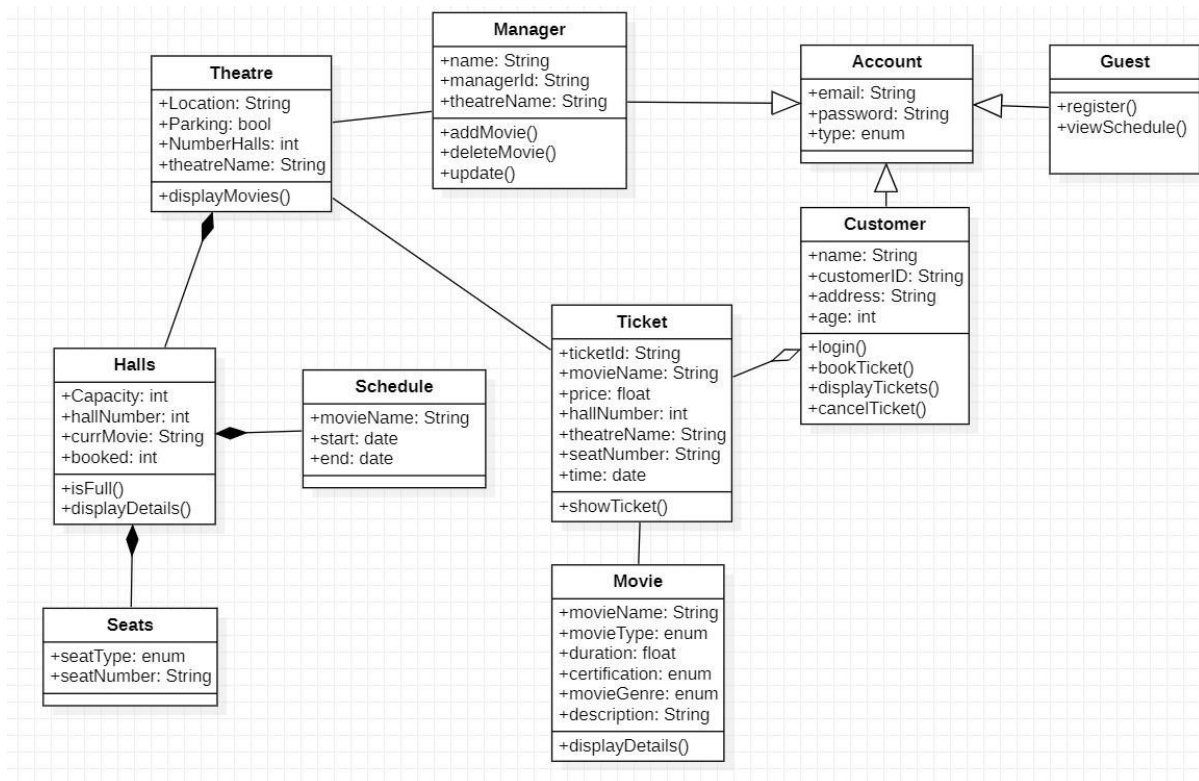 Manager
+name: String
+managerId: String
+theatreName: String
+addMovie()
+deleteMovie()
+update()
Theatre
+Location: String
+Parking: bool
+NumberHalls: int
+theatreName: String
+displayMovies()
Account
+email: String
+password: String
+type: enum
Guest
+register()
+viewSchedule()
Customer
+name: String
+customerID: String
+address: String
+age: int
+login()
+bookTicket()
+displayTickets()
+cancelTicket()
Ticket
+ticketId: String
+movieName: String
+price: float
+hallNumber: int
+theatreName: String
+seatNumber: String
+time: date
+showTicket()
Halls
+Capacity: int
+hallNumber: int
+currMovie: String
+booked: int
+isFull()
+displayDetails()
Schedule
+movieName: String
+start: date
+end: date
Seats
+seatType: enum
+seatNumber: String
Movie
+movieName: String
+movieType: enum
+duration: float
+certification: enum
+movieGenre: enum
+description: String
+displayDetails()